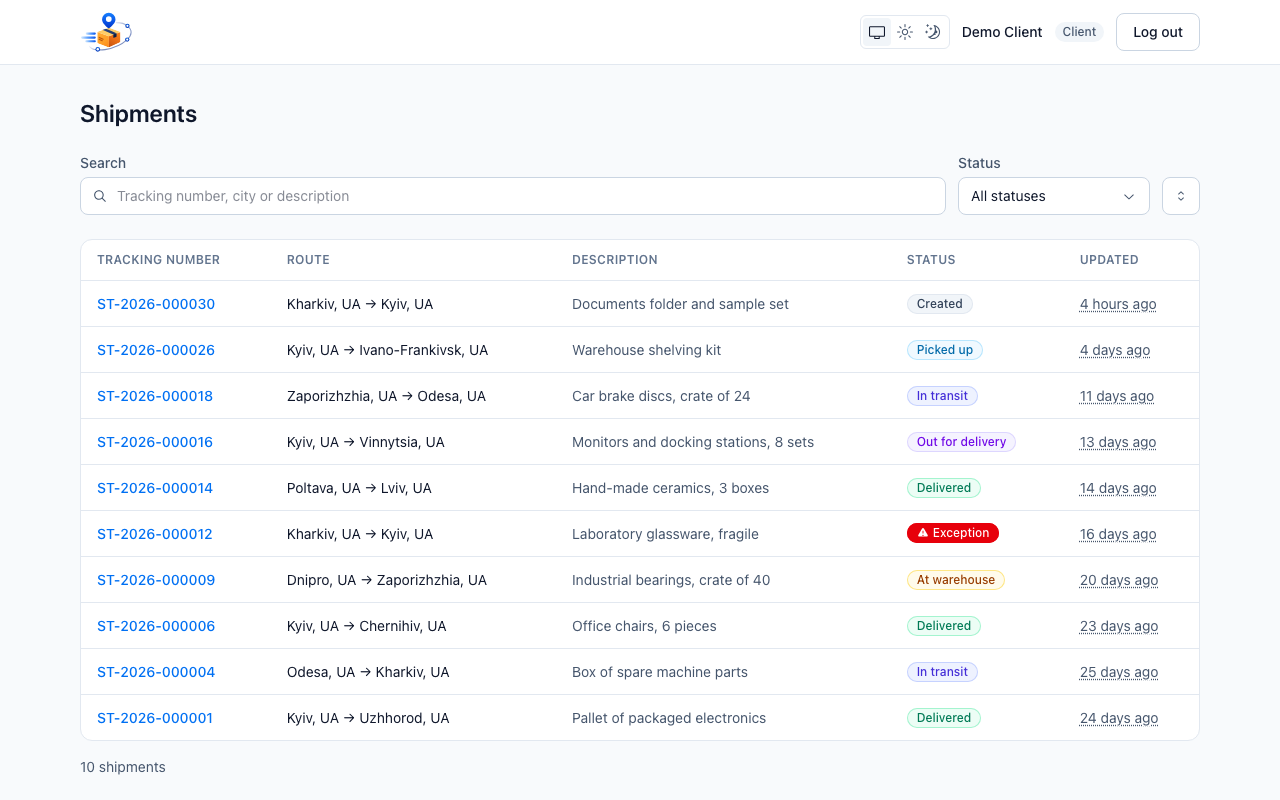 Demo Client Client Log out
Shipments
Search Status
Tracking number, city or description All statuses
TRACKING NUMBER ROUTE DESCRIPTION STATUS UPDATED
ST-2026-000030 Kharkiv, UA → Kyiv, UA Documents folder and sample set Created 4 hours ago
ST-2026-000026 Kyiv, UA → Ivano-Frankivsk, UA Warehouse shelving kit Picked up 4 days ago
ST-2026-000018 Zaporizhzhia, UA → Odesa, UA Car brake discs, crate of 24 In transit 11 days ago
ST-2026-000016 Kyiv, UA → Vinnytsia, UA Monitors and docking stations, 8 sets Out for delivery 13 days ago
ST-2026-000014 Poltava, UA → Lviv, UA Hand-made ceramics, 3 boxes Delivered 14 days ago
ST-2026-000012 Kharkiv, UA → Kyiv, UA Laboratory glassware, fragile Exception 16 days ago
ST-2026-000009 Dnipro, UA → Zaporizhzhia, UA Industrial bearings, crate of 40 At warehouse 20 days ago
ST-2026-000006 Kyiv, UA → Chernihiv, UA Office chairs, 6 pieces Delivered 23 days ago
ST-2026-000004 Odesa, UA → Kharkiv, UA Box of spare machine parts In transit 25 days ago
ST-2026-000001 Kyiv, UA → Uzhhorod, UA Pallet of packaged electronics Delivered 24 days ago
10 shipments